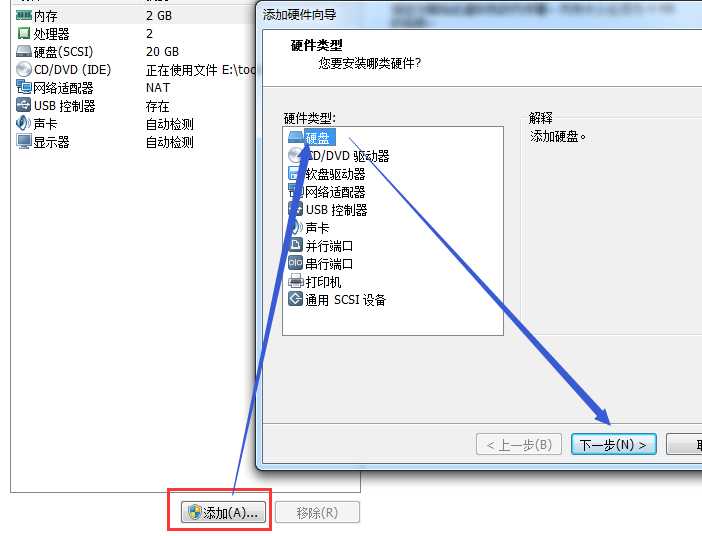 内存 2 GB
处理器 2
硬盘(SCSI) 20 GB
CD/DVD (IDE) 正在使用文件 E:\too
网络适配器 NAT
USB 控制器 存在
声卡 自动检测
显示器 自动检测
添加(A)...
移除(R)
添加硬件向导
硬件类型
您要安装哪类硬件?
硬件类型:
硬盘
CD/DVD 驱动器
软盘驱动器
网络适配器
USB 控制器
声卡
并行端口
串行端口
打印机
通用 SCSI 设备
解释
添加硬盘。
< 上一步(B)
下一步(N) >